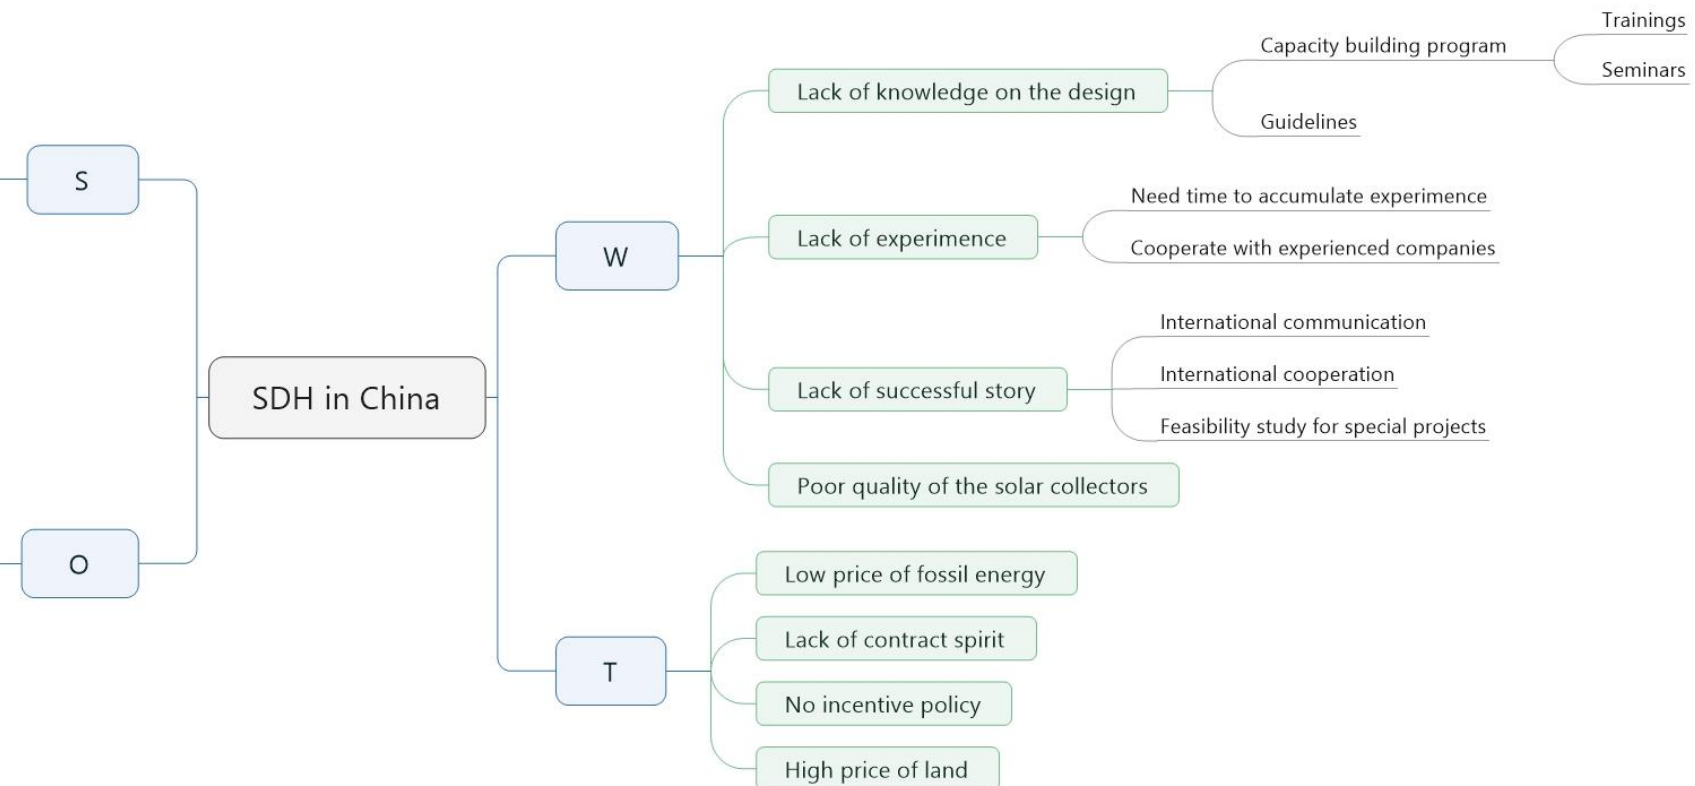 S
O
SDH in China
W
Lack of knowledge on the design
Capacity building program
Trainings
Seminars
Guidelines
Lack of experimence
Need time to accumulate experimence
Cooperate with experienced companies
Lack of successful story
International communication
International cooperation
Feasibility study for special projects
Poor quality of the solar collectors
T
Low price of fossil energy
Lack of contract spirit
No incentive policy
High price of land